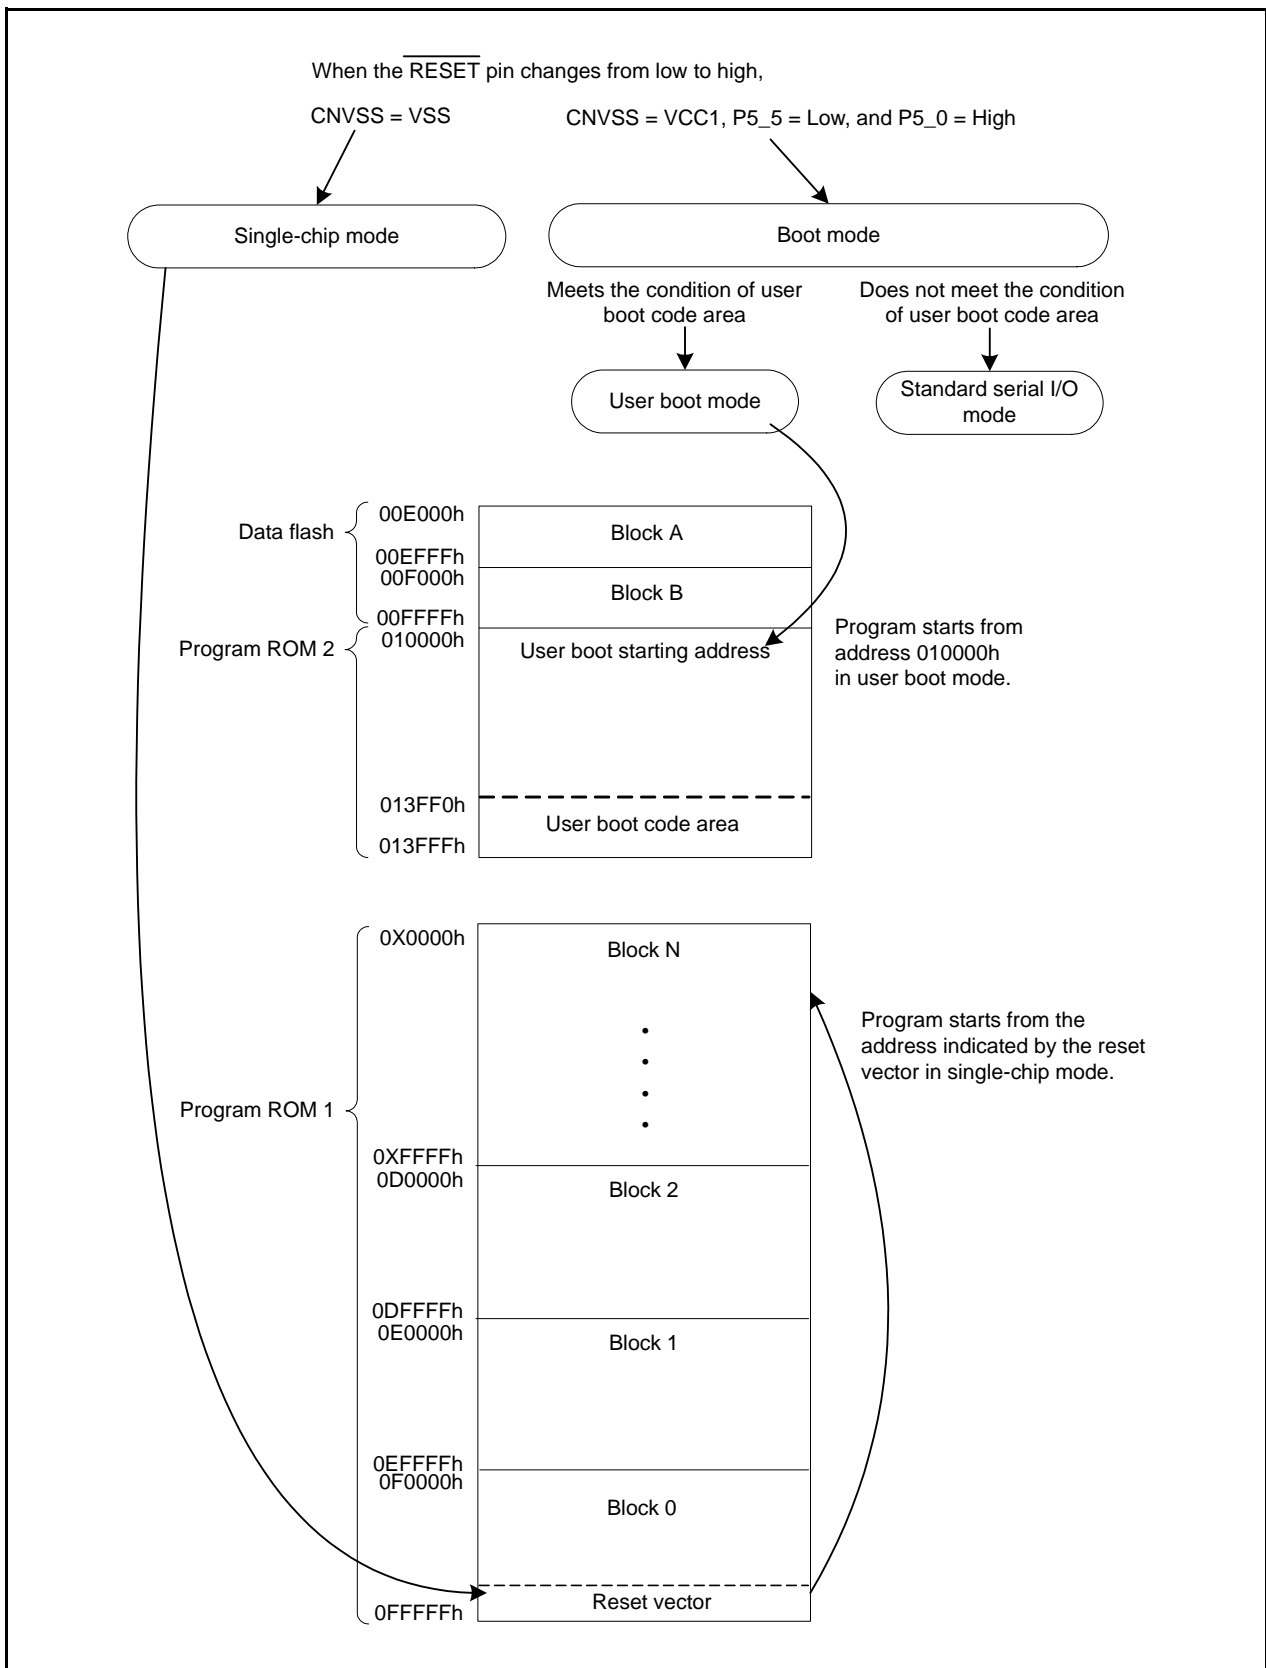 When the RESET pin changes from low to high,
CNVSS = VSS
CNVSS = VCC1, P5_5 = Low, and P5_0 = High
Single-chip mode
Boot mode
Meets the condition of user
boot code area
Does not meet the condition
of user boot code area
User boot mode
Standard serial I/O
mode
Data flash
00E000h
Block A
00EFFFh
00F000h
Block B
00FFFFh
Program ROM 2
010000h
User boot starting address
Program starts from
address 010000h
in user boot mode.
013FF0h
User boot code area
013FFFh
0X0000h
Block N
Program starts from the
address indicated by the reset
vector in single-chip mode.
Program ROM 1
0XFFFFh
0D0000h
Block 2
0DFFFFh
0E0000h
Block 1
0EFFFFh
0F0000h
Block 0
Reset vector
0FFFFFh